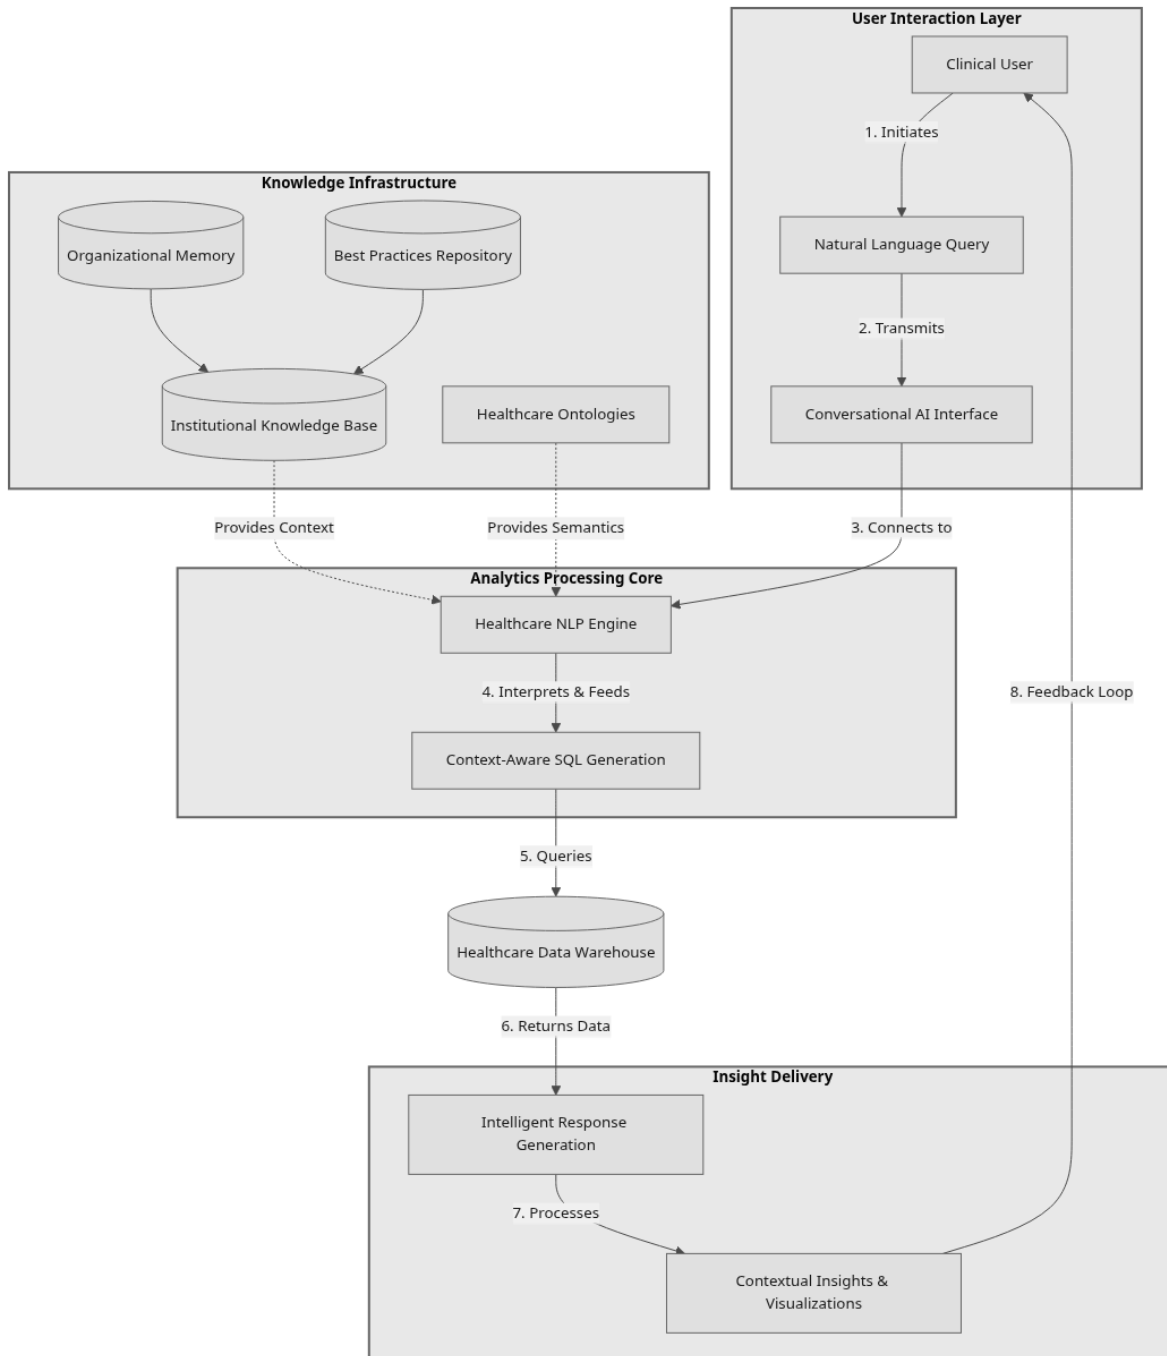 User Interaction Layer
Clinical User
1. Initiates
Knowledge Infrastructure
Organizational Memory
Best Practices Repository
Natural Language Query
2. Transmits
Institutional Knowledge Base
Healthcare Ontologies
Conversational AI Interface
Provides Context
Provides Semantics
3. Connects to
Analytics Processing Core
Healthcare NLP Engine
4. Interprets & Feeds
8. Feedback Loop
Context-Aware SQL Generation
5. Queries
Healthcare Data Warehouse
6. Returns Data
Insight Delivery
Intelligent Response
Generation
7. Processes
Contextual Insights &
Visualizations